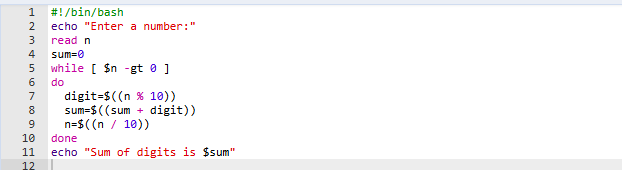 1 #!/bin/bash
2 echo "Enter a number:"
3 read n
4 sum=0
5 while [ $n -gt 0 ]
6 do
7   digit=$((n % 10))
8   sum=$((sum + digit))
9   n=$((n / 10))
10 done
11 echo "Sum of digits is $sum"
12